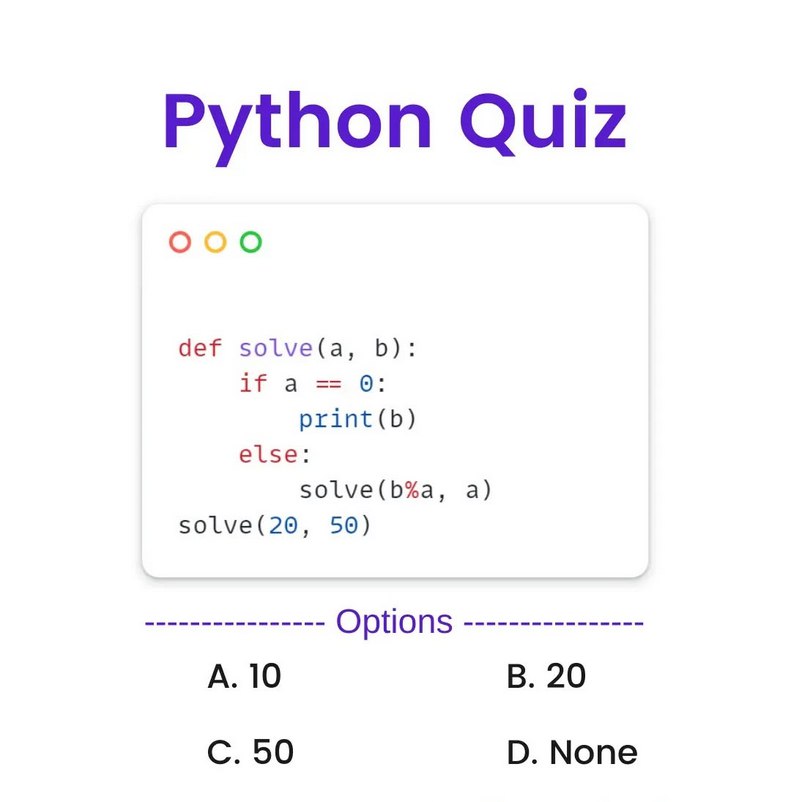 Python Quiz
def solve(a, b):
    if a == 0:
        print(b)
    else:
        solve(b%a, a)
solve(20, 50)
---------------- Options ----------------
A. 10 B. 20
C. 50 D. None